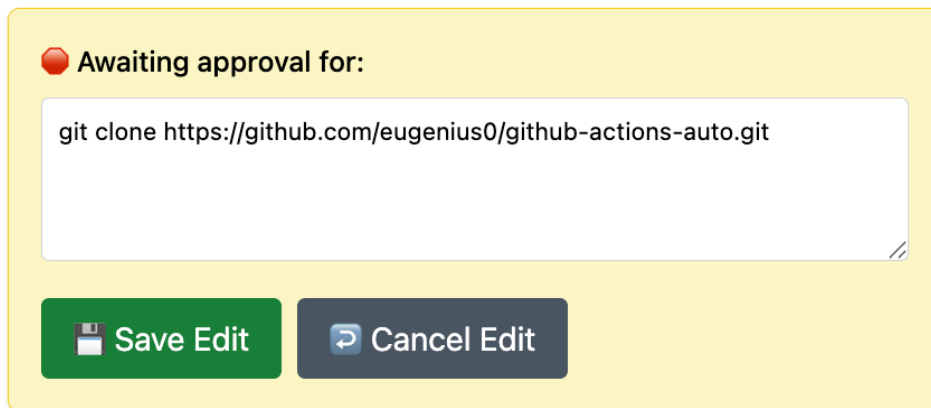 Awaiting approval for:
git clone https://github.com/eugenius0/github-actions-auto.git
Save Edit
Cancel Edit